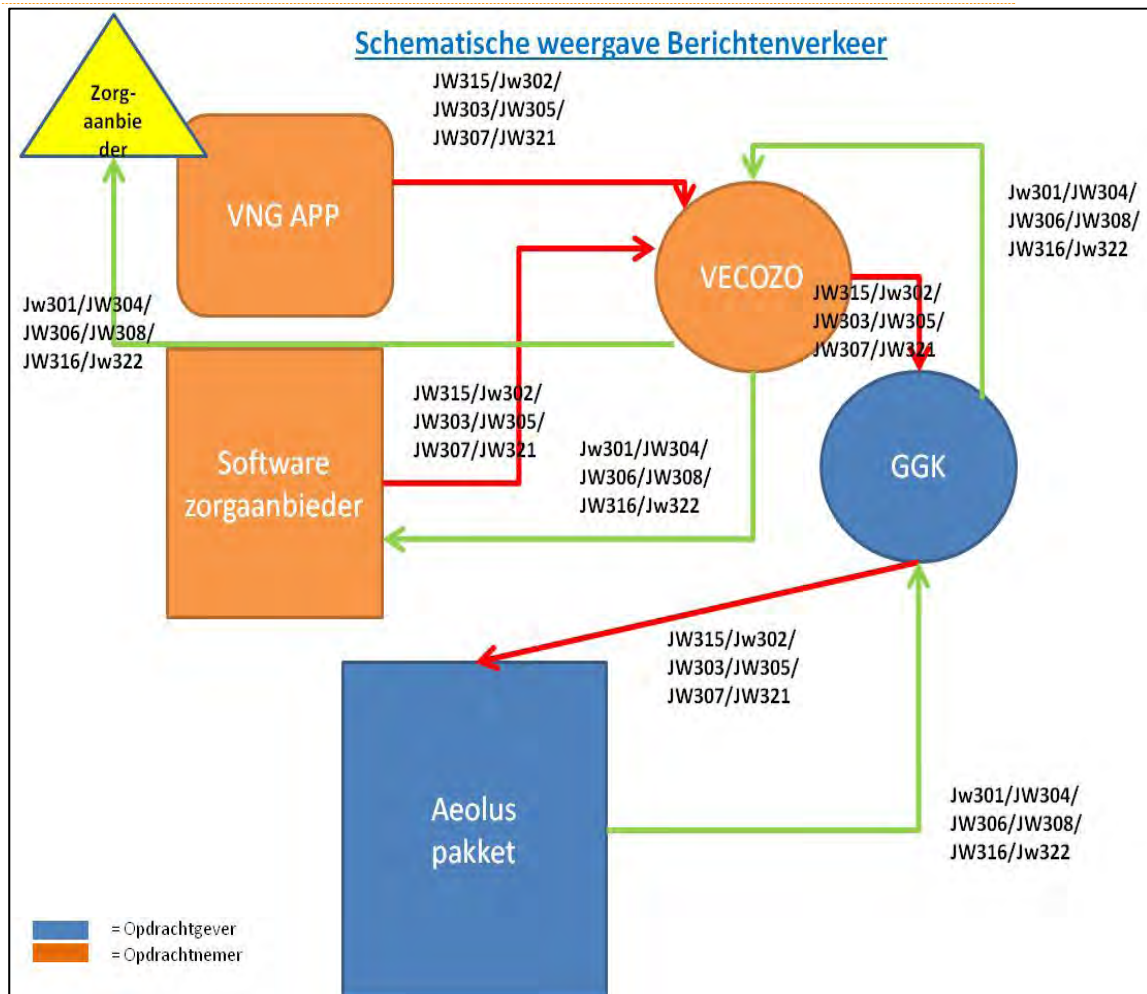 Schematische weergave Berichtenverkeer
Zorg-
aanbie
der
JW315/Jw302/
JW303/JW305/
JW307/JW321
VNG APP
VECOZO
Jw301/JW304/
JW306/JW308/
JW316/Jw322
Jw301/JW304/
JW306/JW308/
JW316/Jw322
JW315/Jw302/
JW303/JW305/
JW307/JW321
JW315/Jw302/
JW303/JW305/
JW307/JW321
Software
zorgaanbieder
Jw301/JW304/
JW306/JW308/
JW316/Jw322
GGK
JW315/Jw302/
JW303/JW305/
JW307/JW321
Aeolus
pakket
Jw301/JW304/
JW306/JW308/
JW316/Jw322
= Opdrachtgever
= Opdrachtnemer